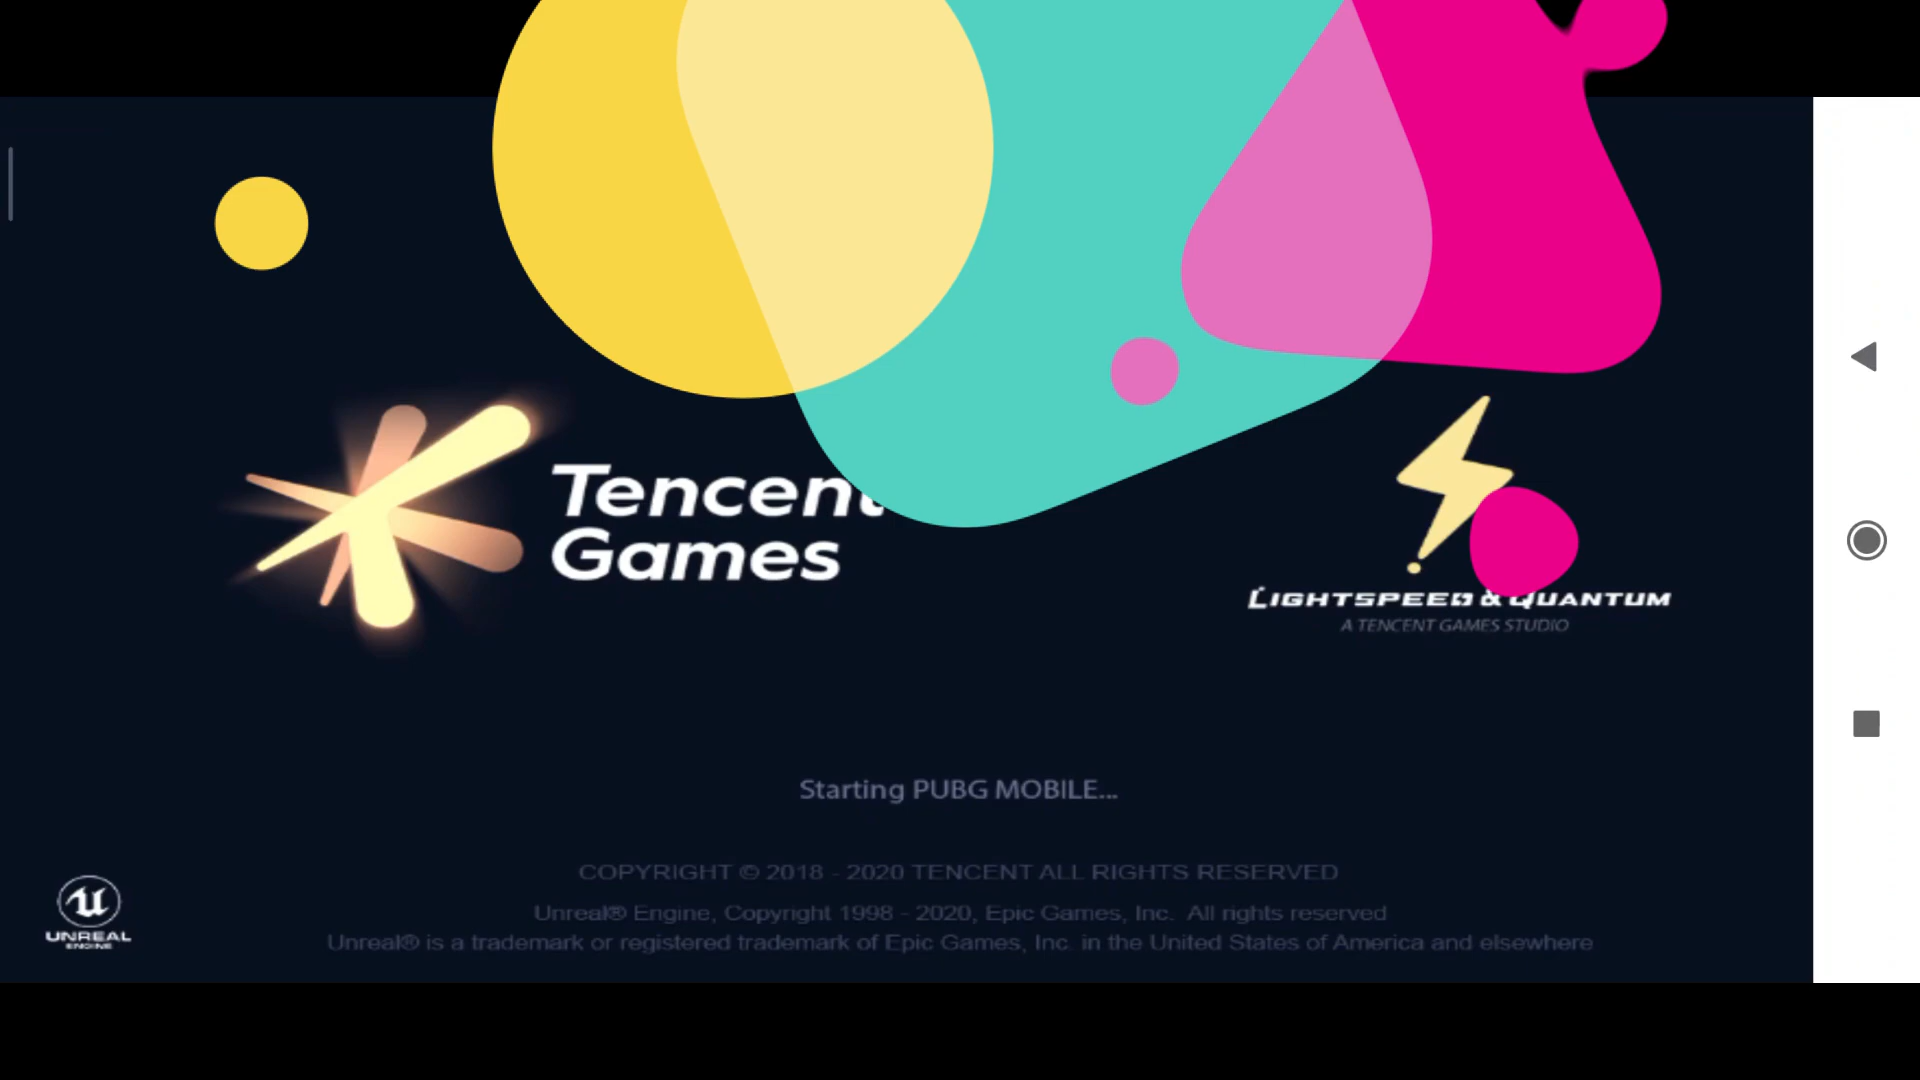 Tencent
Games
LIGHTSPEED & QUANTUM
A TENCENT GAMES STUDIO
Starting PUBG MOBILE...
COPYRIGHT © 2018 - 2020 TENCENT ALL RIGHTS RESERVED
Unreal® Engine, Copyright 1998 - 2020, Epic Games, Inc. All rights reserved
Unreal® is a trademark or registered trademark of Epic Games, Inc. in the United States of America and elsewhere
UNREAL
ENGINE